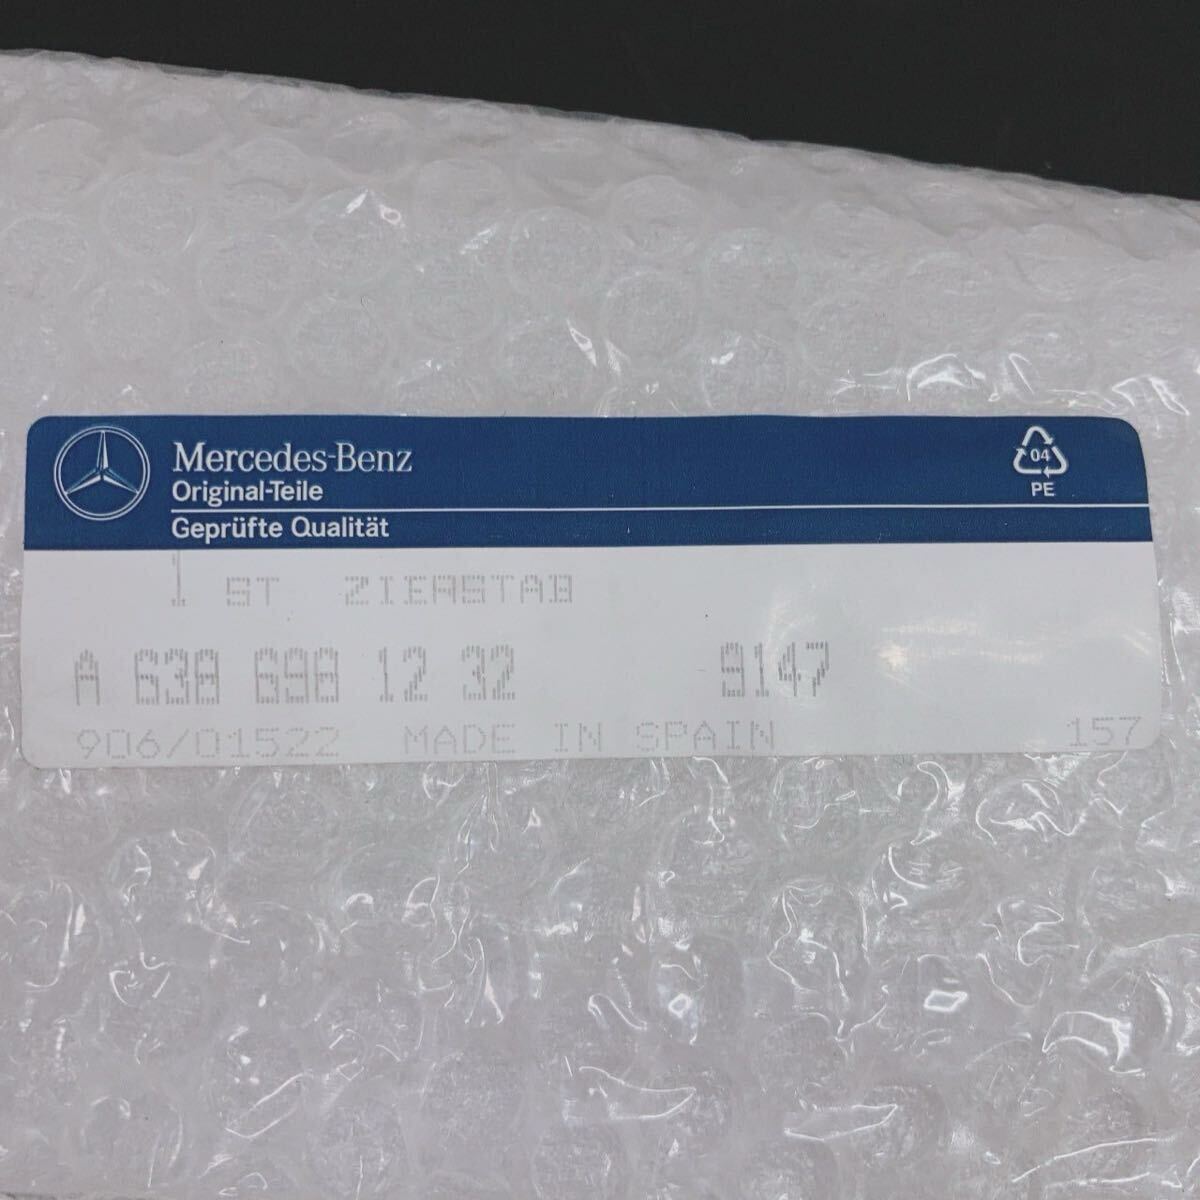 Mercedes-Benz
Original-Teile
Geprüfte Qualität
04
PE
1 ST ZIERSTAB
A 638 698 12 32 9147
906/01522 MADE IN SPAIN 157